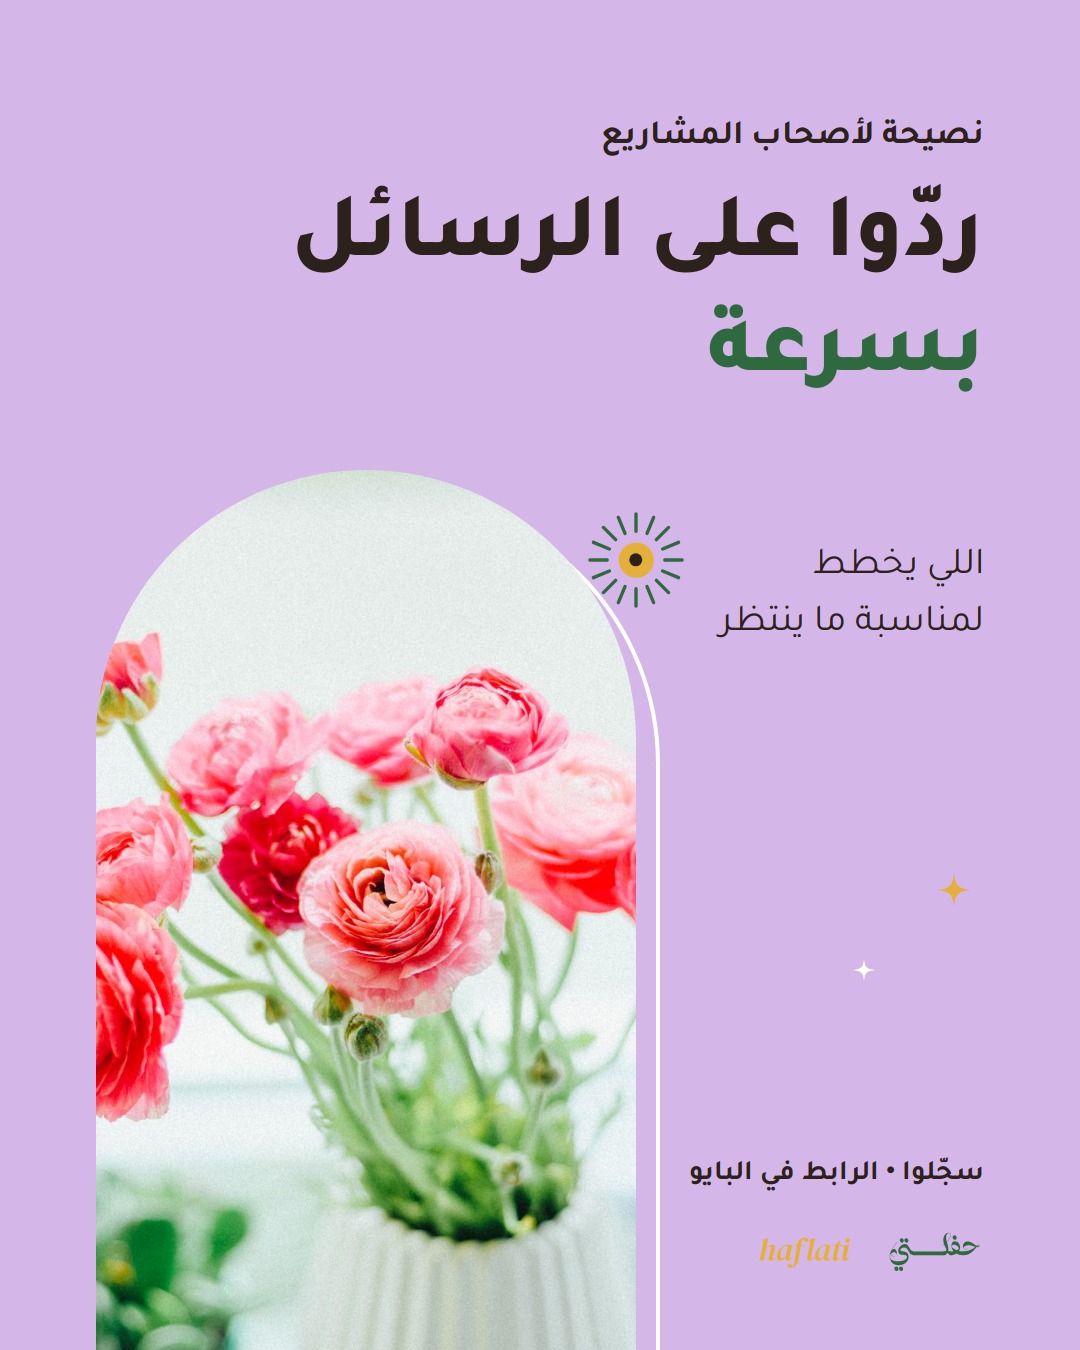 نصيحة لأصحاب المشاريع
ردّوا على الرسائل
بسرعة
اللي يخطط
لمناسبة ما ينتظر
سجّلوا • الرابط في البايو
حفلتي haflati